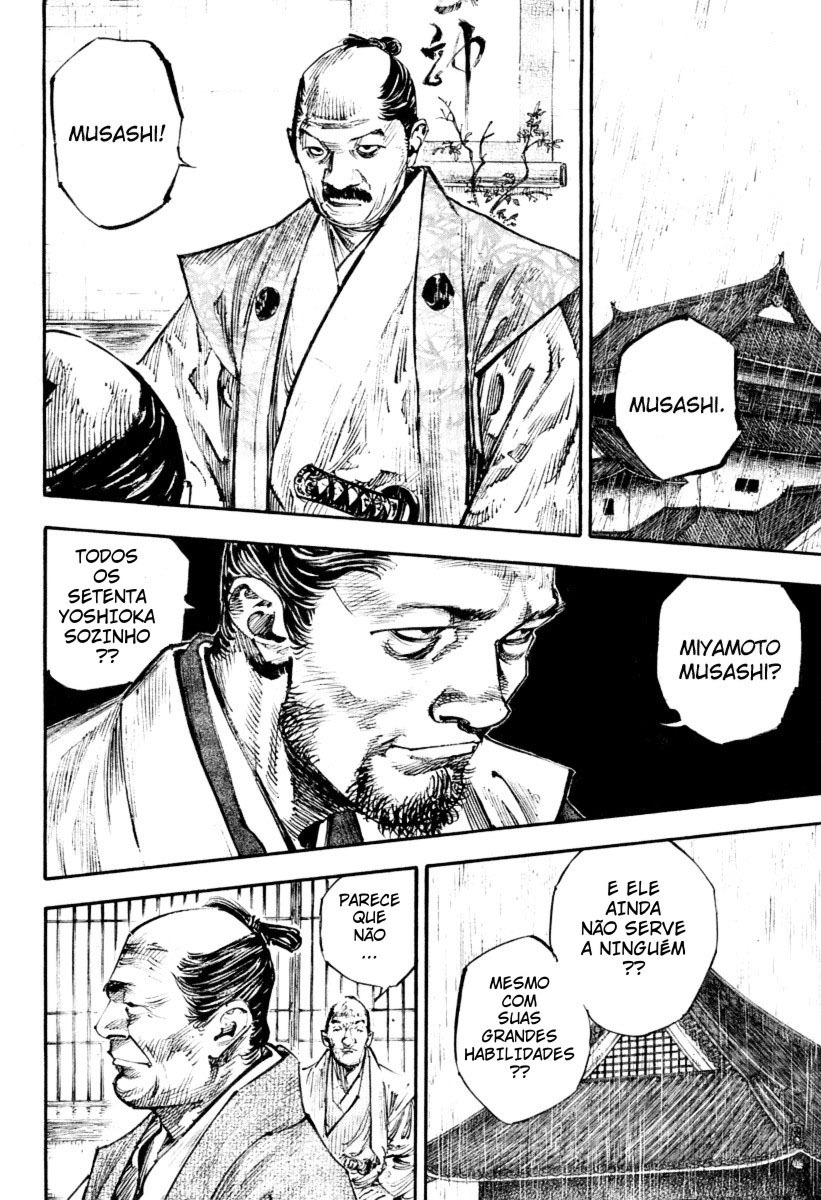 MUSASHI.
MUSASHI!
MIYAMOTO
MUSASHI?
TODOS
OS
SETENTA
YOSHIOKA
SOZINHO
??
E ELE
AINDA
NÃO SERVE
A NINGUÉM
??
MESMO
COM
SUAS
GRANDES
HABILIDADES
??
PARECE
QUE
NÃO
...